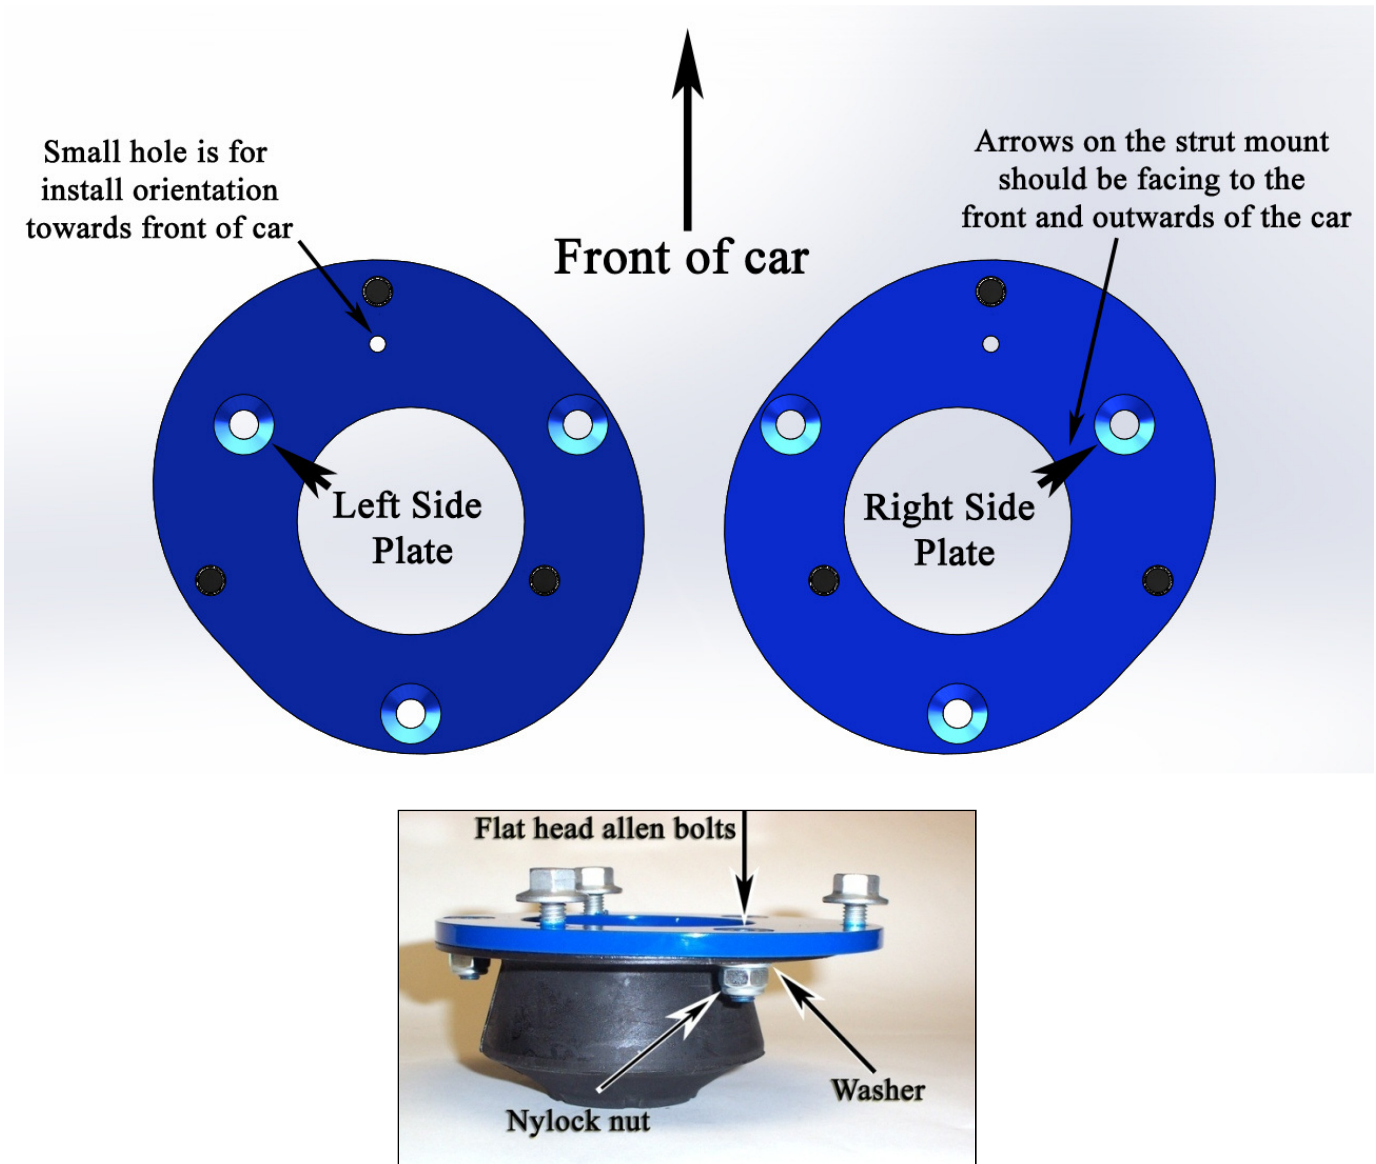 Small hole is for
install orientation
towards front of car
Front of car
Arrows on the strut mount
should be facing to the
front and outwards of the car
Left Side
Plate
Right Side
Plate
Flat head allen bolts
Washer
Nylock nut